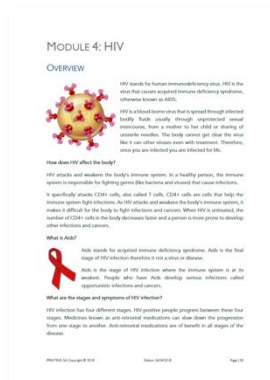 MODULE 4: HIV
OVERVIEW
HIV stands for human immunodeficiency virus. HIV is the
virus that causes acquired immune deficiency syndrome,
otherwise known as AIDS.
HIV is a blood-borne virus that is spread through infected
bodily fluids usually through unprotected sexual
intercourse, from a mother to her child or sharing of
unsterile needles. The body cannot get clear the virus
like it can other viruses even with treatment. Therefore,
once you are infected you are infected for life.
How does HIV affect the body?
HIV attacks and weakens the body's immune system. In a healthy person, the immune
system is responsible for fighting germs (like bacteria and viruses) that cause infections.
It specifically attacks CD4+ cells, also called T cells. CD4+ cells are cells that help the
immune system fight infections. As HIV attacks and weakens the body's immune system, it
makes it difficult for the body to fight infections and cancers. When HIV is untreated, the
number of CD4+ cells in the body decreases faster and a person is more prone to develop
other infections and cancers.
What is Aids?
Aids stands for acquired immune deficiency syndrome. Aids is the final
stage of HIV infection therefore it not a virus or disease.
Aids is the stage of HIV infection where the immune system is at its
weakest. People who have Aids develop serious infections called
opportunistic infections and cancers.
What are the stages and symptoms of HIV infection?
HIV infection has four different stages. HIV-positive people progress between these four
stages. Medicines known as anti-retroviral medications can slow down the progression
from one stage to another. Anti-retroviral medications are of benefit in all stages of the
disease.
Copyright © 2018